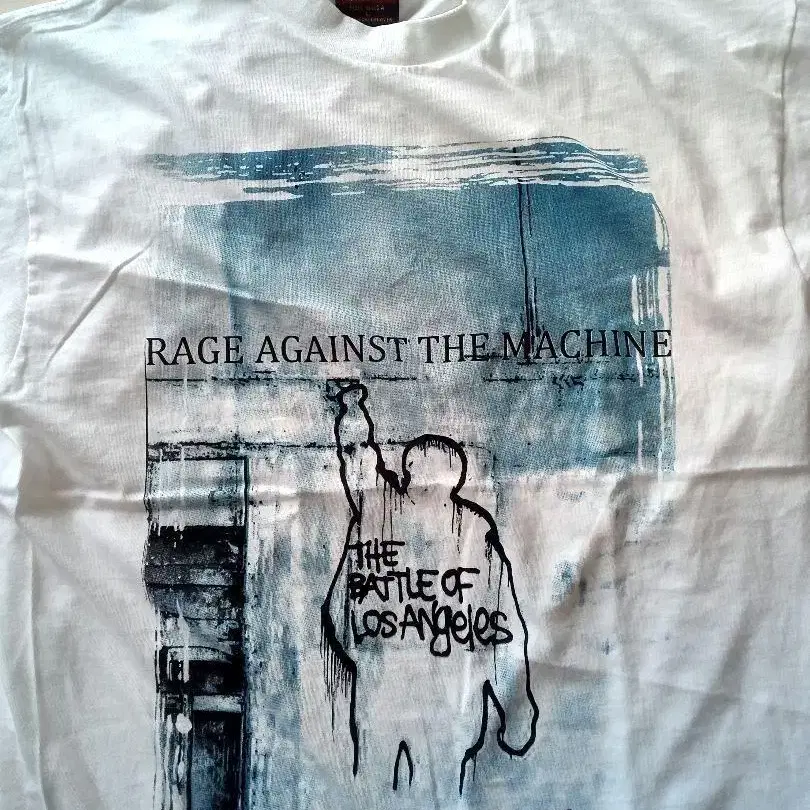 RAGE AGAINST THE MACHINE
THE
BATTLE OF
LOS ANgeles